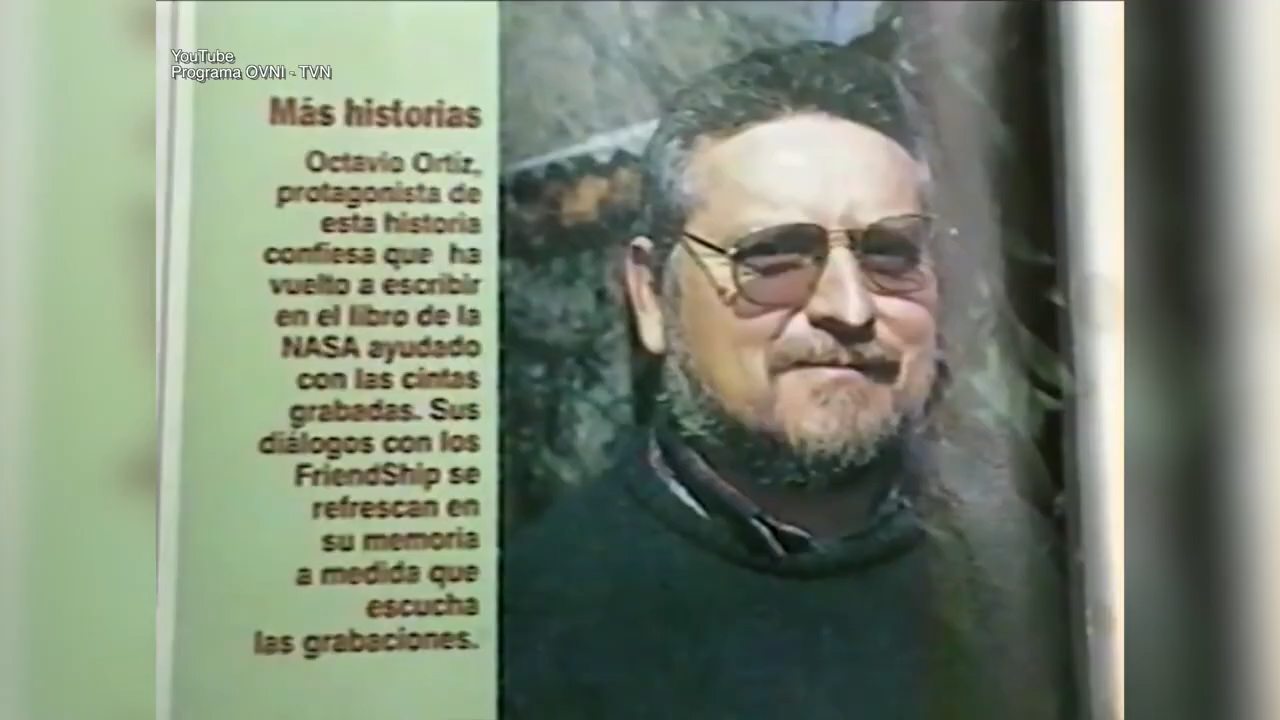 YouTube
Programa OVNI - TVN
Más historias
Octavio Ortiz,
protagonista de
esta historia
confiesa que ha
vuelto a escribir
en el libro de la
NASA ayudado
con las cintas
grabadas. Sus
diálogos con los
FriendShip se
refrescan en
su memoria
a medida que
escucha
las grabaciones.